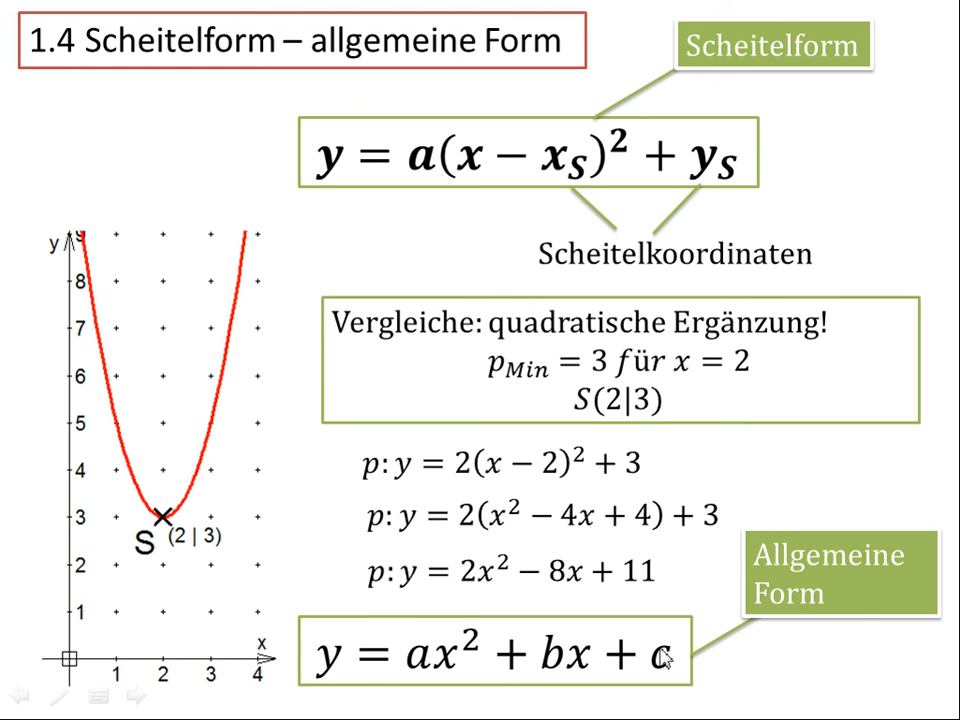 1.4 Scheitelform – allgemeine Form
Scheitelform
y = a(x − x_S)² + y_S
Scheitelkoordinaten
Vergleiche: quadratische Ergänzung!
p_Min = 3 für x = 2
S(2|3)
p: y = 2(x − 2)² + 3
p: y = 2(x² − 4x + 4) + 3
p: y = 2x² − 8x + 11
Allgemeine
Form
y = ax² + bx + c
y
9
8
7
6
5
4
3
S (2 | 3)
2
1
x
1 2 3 4